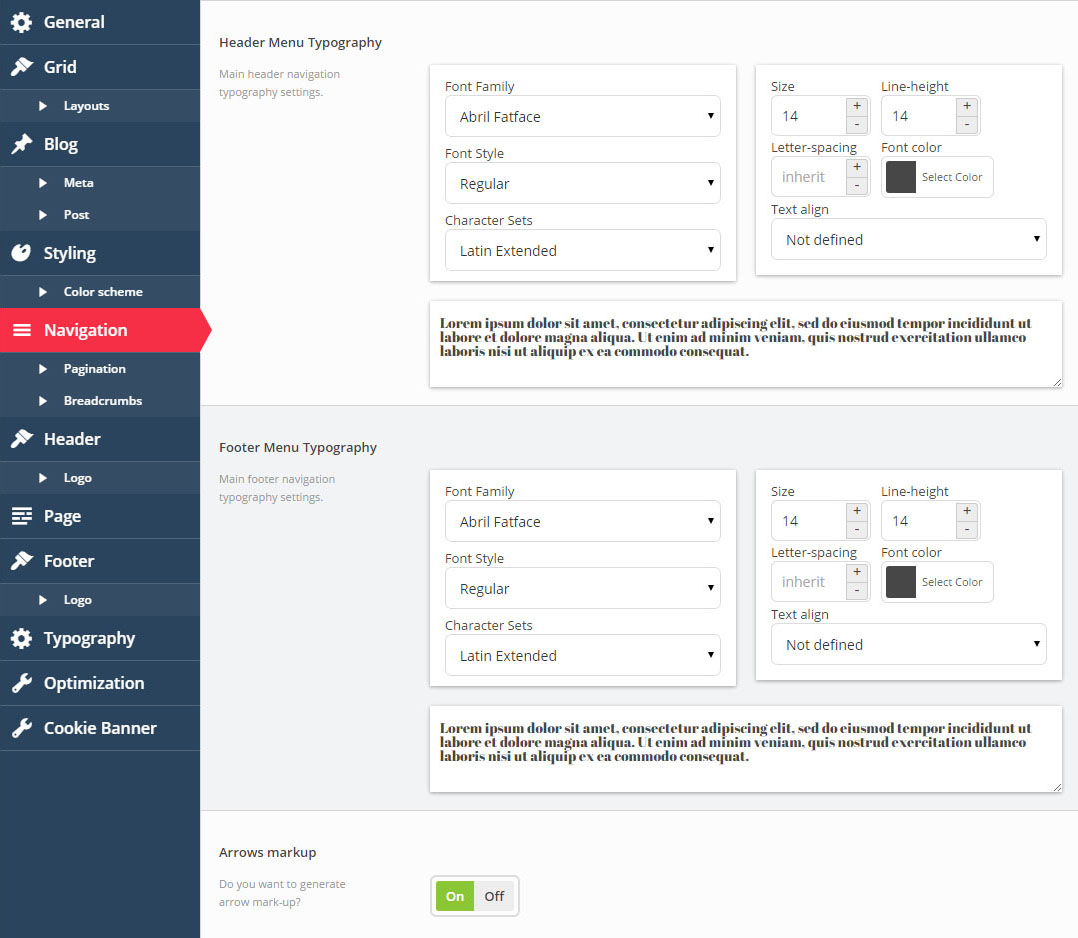 General
Grid
Layouts
Blog
Meta
Post
Styling
Color scheme
Navigation
Pagination
Breadcrumbs
Header
Logo
Page
Footer
Logo
Typography
Optimization
Cookie Banner
Header Menu Typography
Main header navigation
typography settings.
Font Family
Abril Fatface
Font Style
Regular
Character Sets
Latin Extended
Size
Line-height
14
+
-
14
+
-
Letter-spacing
Font color
inherit
+
-
Select Color
Text align
Not defined
Lorem ipsum dolor sit amet, consectetur adipiscing elit, sed do eiusmod tempor incididunt ut
labore et dolore magna aliqua. Ut enim ad minim veniam, quis nostrud exercitation ullamco
laboris nisi ut aliquip ex ea commodo consequat.
Footer Menu Typography
Main footer navigation
typography settings.
Font Family
Abril Fatface
Font Style
Regular
Character Sets
Latin Extended
Size
Line-height
14
+
-
14
+
-
Letter-spacing
Font color
inherit
+
-
Select Color
Text align
Not defined
Lorem ipsum dolor sit amet, consectetur adipiscing elit, sed do eiusmod tempor incididunt ut
labore et dolore magna aliqua. Ut enim ad minim veniam, quis nostrud exercitation ullamco
laboris nisi ut aliquip ex ea commodo consequat.
Arrows markup
Do you want to generate
arrow mark-up?
On
Off